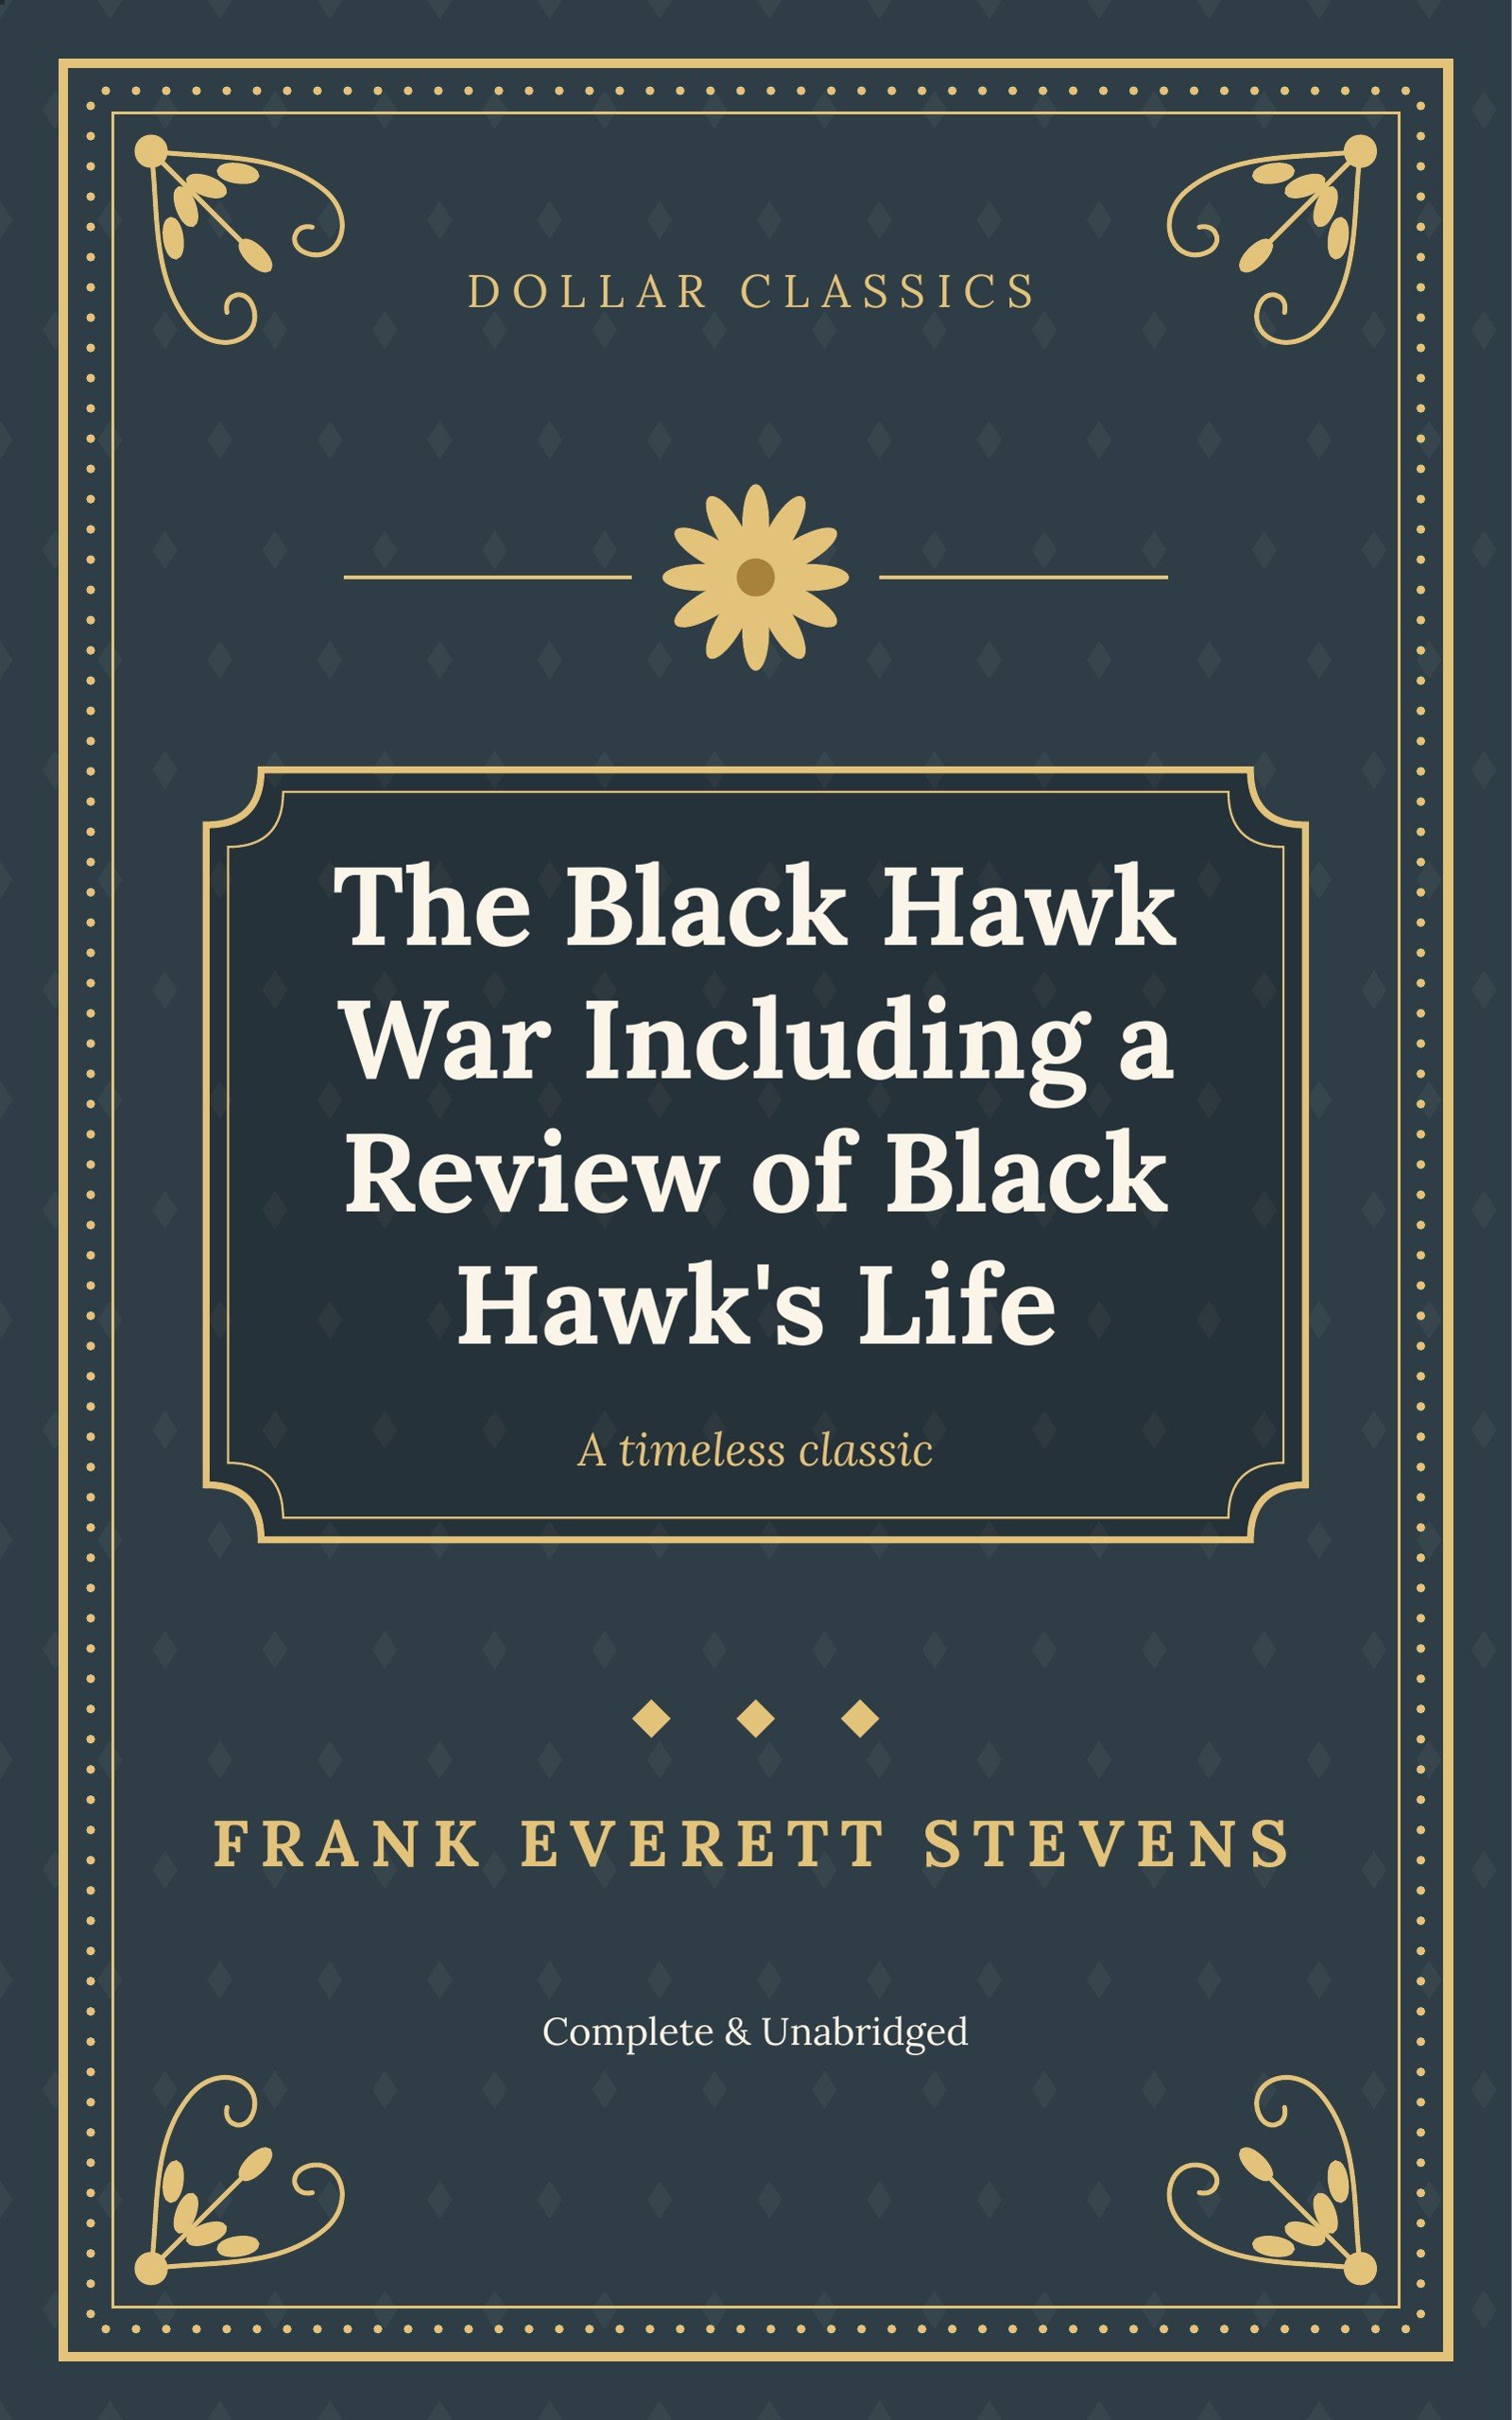 DOLLAR CLASSICS
The Black Hawk
War Including a
Review of Black
Hawk's Life
A timeless classic
FRANK EVERETT STEVENS
Complete & Unabridged